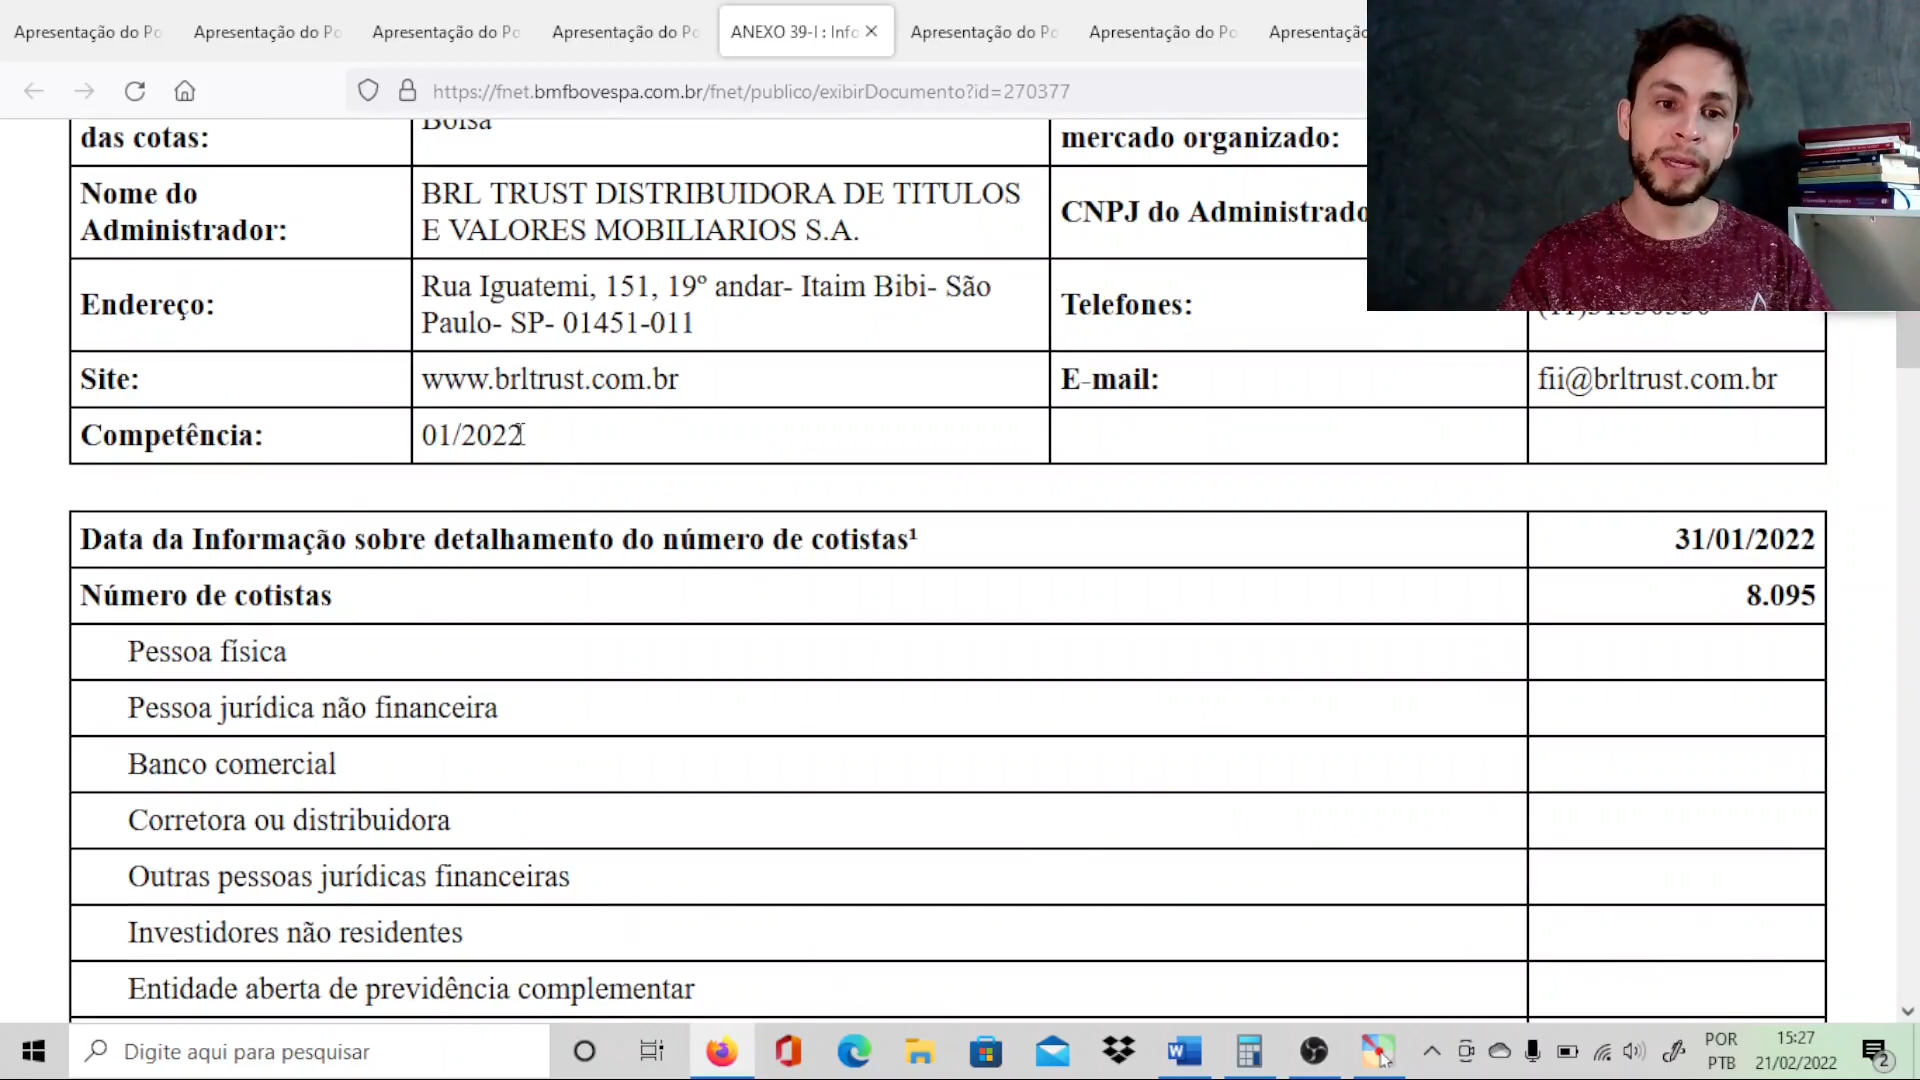 Apresentação do Po
Apresentação do Po
Apresentação do Po
Apresentação do Po
ANEXO 39-I : Info
Apresentação do Po
Apresentação do Po
Apresentação
https://fnet.bmfbovespa.com.br/fnet/publico/exibirDocumento?id=270377
das cotas:
Bolsa
mercado organizado:
Nome do
Administrador:
BRL TRUST DISTRIBUIDORA DE TITULOS
E VALORES MOBILIARIOS S.A.
CNPJ do Administrado
Endereço:
Rua Iguatemi, 151, 19º andar- Itaim Bibi- São
Paulo- SP- 01451-011
Telefones:
Site:
www.brltrust.com.br
E-mail:
fii@brltrust.com.br
Competência:
01/2022
Data da Informação sobre detalhamento do número de cotistas¹
31/01/2022
Número de cotistas
8.095
Pessoa física
Pessoa jurídica não financeira
Banco comercial
Corretora ou distribuidora
Outras pessoas jurídicas financeiras
Investidores não residentes
Entidade aberta de previdência complementar
Digite aqui para pesquisar
POR
PTB
15:27
21/02/2022
2